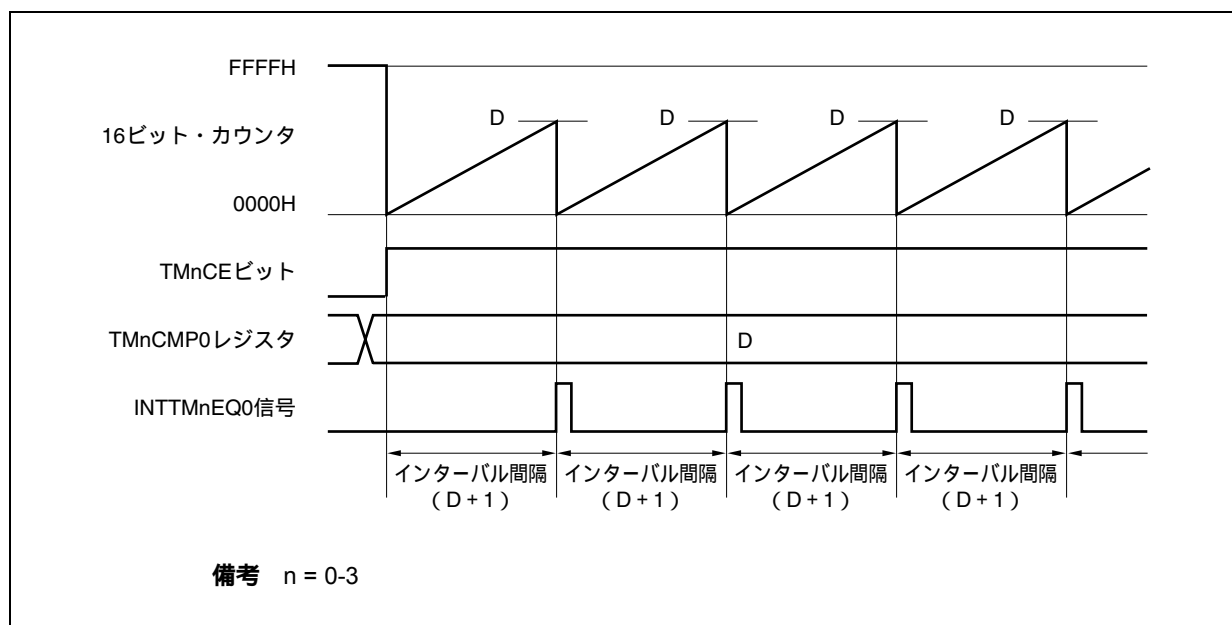 FFFFH
D D D D
16ビット・カウンタ
0000H
TMnCEビット
TMnCMP0レジスタ D
INTTMnEQ0信号
インターバル間隔 インターバル間隔 インターバル間隔 インターバル間隔
（D＋1） （D＋1） （D＋1） （D＋1）
備考 n = 0-3